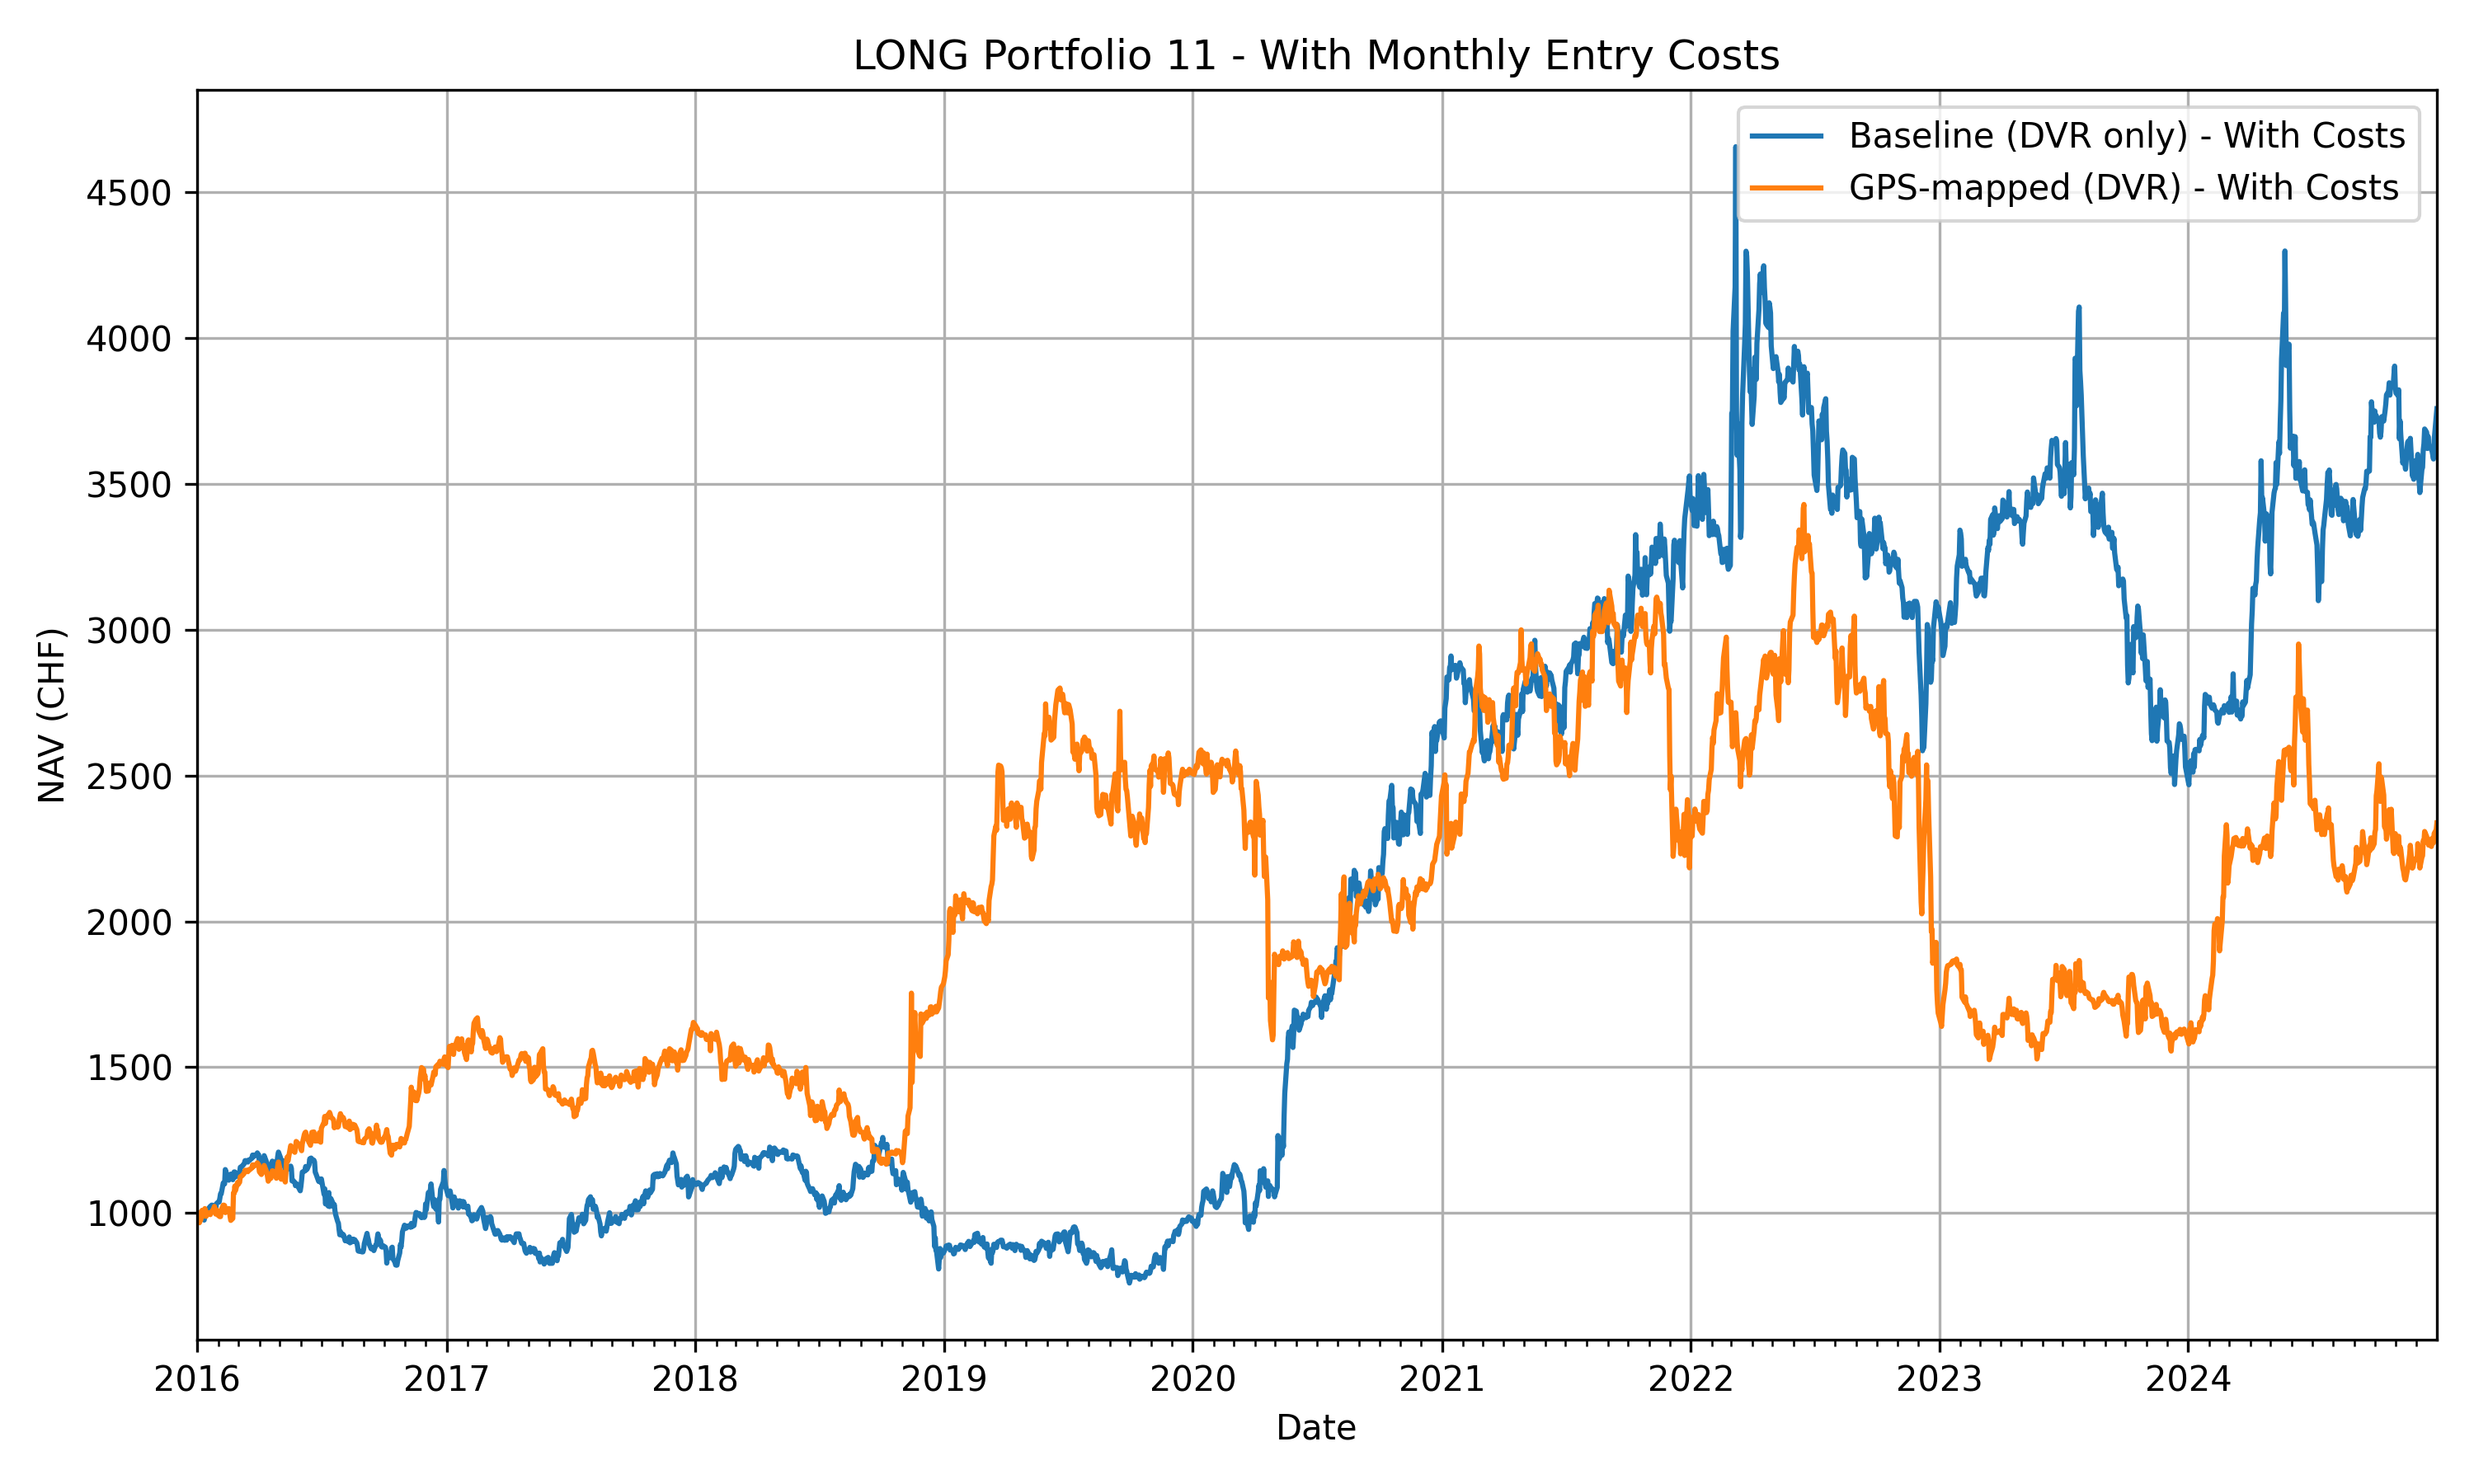 LONG Portfolio 11 - With Monthly Entry Costs
Baseline (DVR only) - With Costs
GPS-mapped (DVR) - With Costs
NAV (CHF)
4500
4000
3500
3000
2500
2000
1500
1000
2016 2017 2018 2019 2020 2021 2022 2023 2024
Date